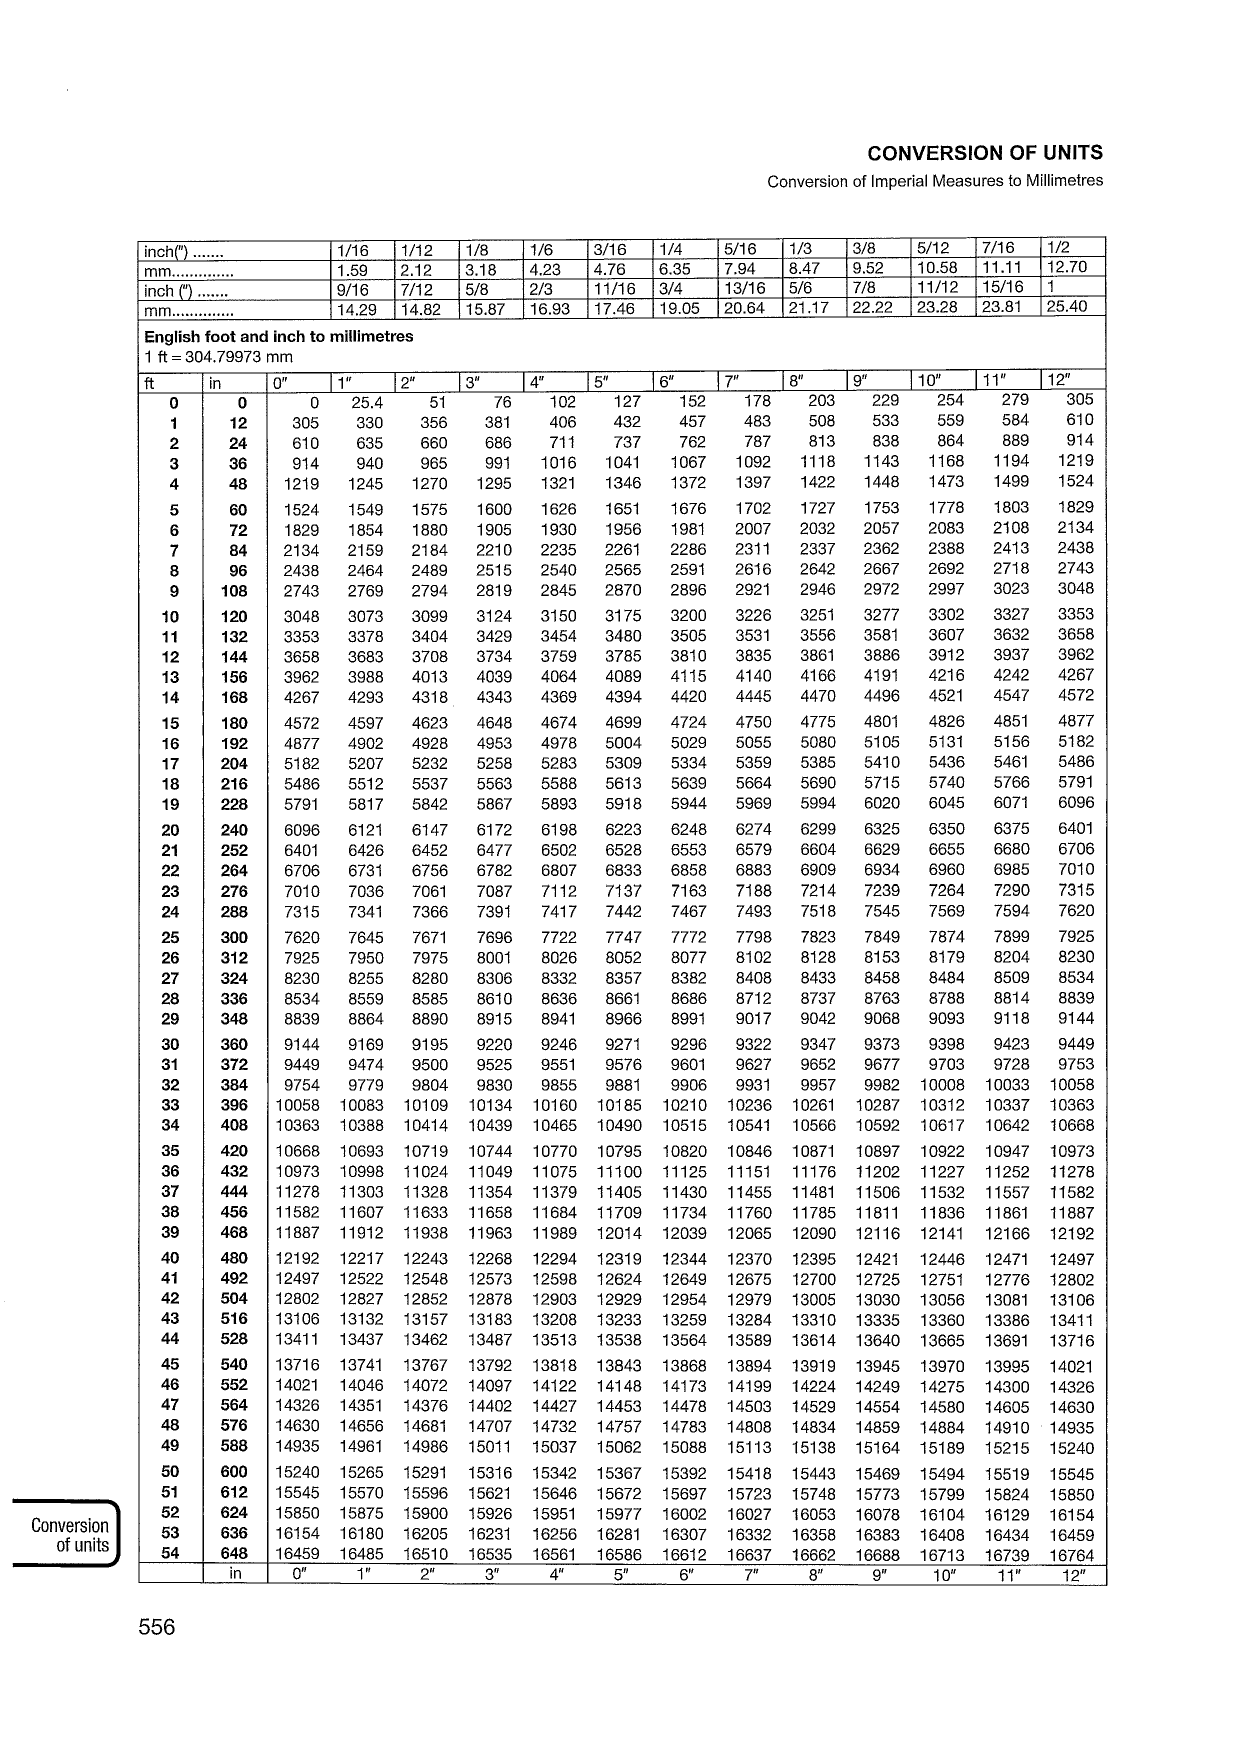 CONVERSION OF UNITS
Conversion of Imperial Measures to Millimetres
inch(") ....... 1/16 1/12 1/8 1/6 3/16 1/4 5/16 1/3 3/8 5/12 7/16 1/2
mm.............. 1.59 2.12 3.18 4.23 4.76 6.35 7.94 8.47 9.52 10.58 11.11 12.70
inch (") ....... 9/16 7/12 5/8 2/3 11/16 3/4 13/16 5/6 7/8 11/12 15/16 1
mm.............. 14.29 14.82 15.87 16.93 17.46 19.05 20.64 21.17 22.22 23.28 23.81 25.40
English foot and inch to millimetres
1 ft = 304.79973 mm
ft in 0" 1" 2" 3" 4" 5" 6" 7" 8" 9" 10" 11" 12"
0 0 0 25.4 51 76 102 127 152 178 203 229 254 279 305
1 12 305 330 356 381 406 432 457 483 508 533 559 584 610
2 24 610 635 660 686 711 737 762 787 813 838 864 889 914
3 36 914 940 965 991 1016 1041 1067 1092 1118 1143 1168 1194 1219
4 48 1219 1245 1270 1295 1321 1346 1372 1397 1422 1448 1473 1499 1524
5 60 1524 1549 1575 1600 1626 1651 1676 1702 1727 1753 1778 1803 1829
6 72 1829 1854 1880 1905 1930 1956 1981 2007 2032 2057 2083 2108 2134
7 84 2134 2159 2184 2210 2235 2261 2286 2311 2337 2362 2388 2413 2438
8 96 2438 2464 2489 2515 2540 2565 2591 2616 2642 2667 2692 2718 2743
9 108 2743 2769 2794 2819 2845 2870 2896 2921 2946 2972 2997 3023 3048
10 120 3048 3073 3099 3124 3150 3175 3200 3226 3251 3277 3302 3327 3353
11 132 3353 3378 3404 3429 3454 3480 3505 3531 3556 3581 3607 3632 3658
12 144 3658 3683 3708 3734 3759 3785 3810 3835 3861 3886 3912 3937 3962
13 156 3962 3988 4013 4039 4064 4089 4115 4140 4166 4191 4216 4242 4267
14 168 4267 4293 4318 4343 4369 4394 4420 4445 4470 4496 4521 4547 4572
15 180 4572 4597 4623 4648 4674 4699 4724 4750 4775 4801 4826 4851 4877
16 192 4877 4902 4928 4953 4978 5004 5029 5055 5080 5105 5131 5156 5182
17 204 5182 5207 5232 5258 5283 5309 5334 5359 5385 5410 5436 5461 5486
18 216 5486 5512 5537 5563 5588 5613 5639 5664 5690 5715 5740 5766 5791
19 228 5791 5817 5842 5867 5893 5918 5944 5969 5994 6020 6045 6071 6096
20 240 6096 6121 6147 6172 6198 6223 6248 6274 6299 6325 6350 6375 6401
21 252 6401 6426 6452 6477 6502 6528 6553 6579 6604 6629 6655 6680 6706
22 264 6706 6731 6756 6782 6807 6833 6858 6883 6909 6934 6960 6985 7010
23 276 7010 7036 7061 7087 7112 7137 7163 7188 7214 7239 7264 7290 7315
24 288 7315 7341 7366 7391 7417 7442 7467 7493 7518 7545 7569 7594 7620
25 300 7620 7645 7671 7696 7722 7747 7772 7798 7823 7849 7874 7899 7925
26 312 7925 7950 7975 8001 8026 8052 8077 8102 8128 8153 8179 8204 8230
27 324 8230 8255 8280 8306 8332 8357 8382 8408 8433 8458 8484 8509 8534
28 336 8534 8559 8585 8610 8636 8661 8686 8712 8737 8763 8788 8814 8839
29 348 8839 8864 8890 8915 8941 8966 8991 9017 9042 9068 9093 9118 9144
30 360 9144 9169 9195 9220 9246 9271 9296 9322 9347 9373 9398 9423 9449
31 372 9449 9474 9500 9525 9551 9576 9601 9627 9652 9677 9703 9728 9753
32 384 9754 9779 9804 9830 9855 9881 9906 9931 9957 9982 10008 10033 10058
33 396 10058 10083 10109 10134 10160 10185 10210 10236 10261 10287 10312 10337 10363
34 408 10363 10388 10414 10439 10465 10490 10515 10541 10566 10592 10617 10642 10668
35 420 10668 10693 10719 10744 10770 10795 10820 10846 10871 10897 10922 10947 10973
36 432 10973 10998 11024 11049 11075 11100 11125 11151 11176 11202 11227 11252 11278
37 444 11278 11303 11328 11354 11379 11405 11430 11455 11481 11506 11532 11557 11582
38 456 11582 11607 11633 11658 11684 11709 11734 11760 11785 11811 11836 11861 11887
39 468 11887 11912 11938 11963 11989 12014 12039 12065 12090 12116 12141 12166 12192
40 480 12192 12217 12243 12268 12294 12319 12344 12370 12395 12421 12446 12471 12497
41 492 12497 12522 12548 12573 12598 12624 12649 12675 12700 12725 12751 12776 12802
42 504 12802 12827 12852 12878 12903 12929 12954 12979 13005 13030 13056 13081 13106
43 516 13106 13132 13157 13183 13208 13233 13259 13284 13310 13335 13360 13386 13411
44 528 13411 13437 13462 13487 13513 13538 13564 13589 13614 13640 13665 13691 13716
45 540 13716 13741 13767 13792 13818 13843 13868 13894 13919 13945 13970 13995 14021
46 552 14021 14046 14072 14097 14122 14148 14173 14199 14224 14249 14275 14300 14326
47 564 14326 14351 14376 14402 14427 14453 14478 14503 14529 14554 14580 14605 14630
48 576 14630 14656 14681 14707 14732 14757 14783 14808 14834 14859 14884 14910 14935
49 588 14935 14961 14986 15011 15037 15062 15088 15113 15138 15164 15189 15215 15240
50 600 15240 15265 15291 15316 15342 15367 15392 15418 15443 15469 15494 15519 15545
51 612 15545 15570 15596 15621 15646 15672 15697 15723 15748 15773 15799 15824 15850
52 624 15850 15875 15900 15926 15951 15977 16002 16027 16053 16078 16104 16129 16154
53 636 16154 16180 16205 16231 16256 16281 16307 16332 16358 16383 16408 16434 16459
54 648 16459 16485 16510 16535 16561 16586 16612 16637 16662 16688 16713 16739 16764
in 0" 1" 2" 3" 4" 5" 6" 7" 8" 9" 10" 11" 12"
Conversion
of units
556